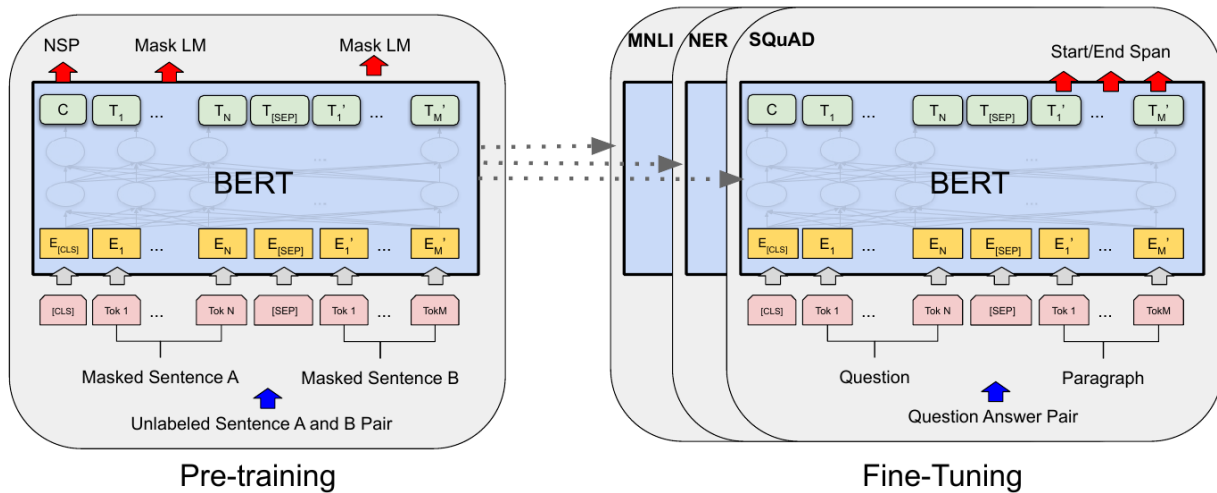 NSP Mask LM Mask LM
C T1 ... TN T[SEP] T1' ... TM'
...
BERT
...
E[CLS] E1 ... EN E[SEP] E1' ... EM'
[CLS] Tok 1 ... Tok N [SEP] Tok 1 ... TokM
Masked Sentence A Masked Sentence B
Unlabeled Sentence A and B Pair
Pre-training
MNLI NER SQuAD
Start/End Span
C T1 ... TN T[SEP] T1' ... TM'
...
BERT
...
E[CLS] E1 ... EN E[SEP] E1' ... EM'
[CLS] Tok 1 ... Tok N [SEP] Tok 1 ... TokM
Question Paragraph
Question Answer Pair
Fine-Tuning